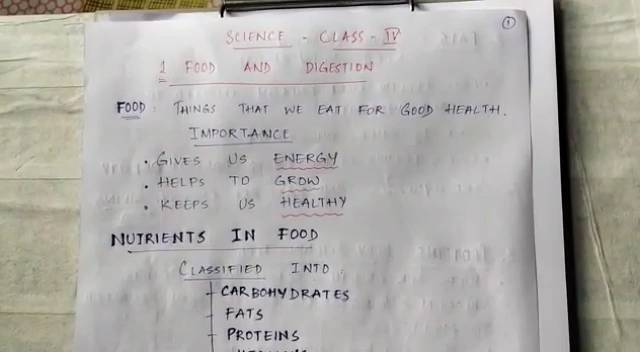 ①
SCIENCE - CLASS - IV
1 FOOD AND DIGESTION
FOOD : THINGS THAT WE EAT FOR GOOD HEALTH.
IMPORTANCE
• GIVES US ENERGY
• HELPS TO GROW
• KEEPS US HEALTHY
NUTRIENTS IN FOOD
CLASSIFIED INTO :
CARBOHYDRATES
FATS
PROTEINS